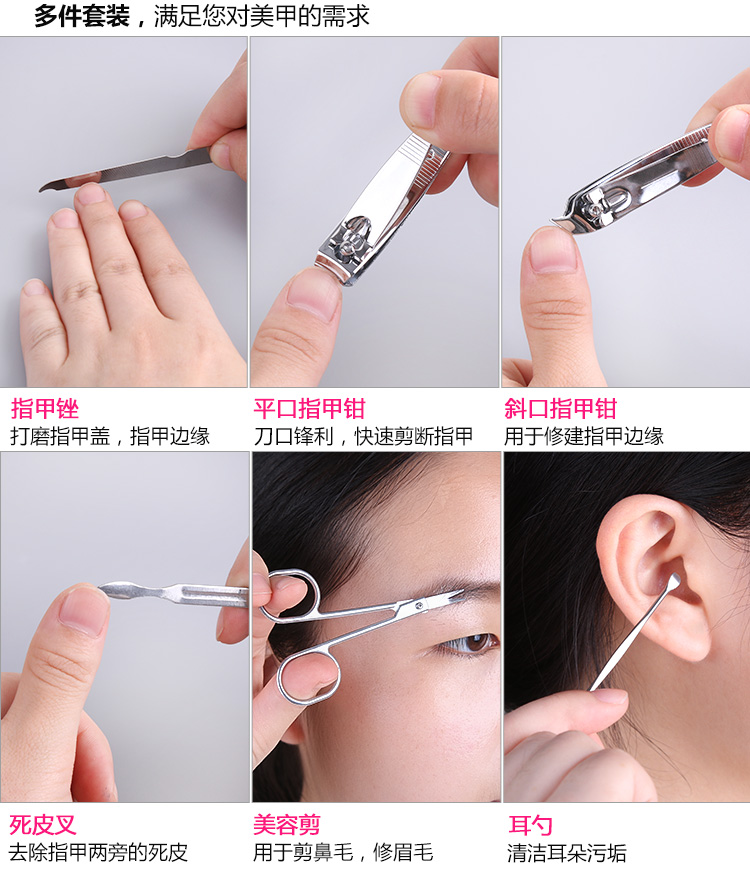 多件套装，满足您对美甲的需求
指甲锉
打磨指甲盖，指甲边缘
平口指甲钳
刀口锋利，快速剪断指甲
斜口指甲钳
用于修建指甲边缘
死皮叉
去除指甲两旁的死皮
美容剪
用于剪鼻毛，修眉毛
耳勺
清洁耳朵污垢